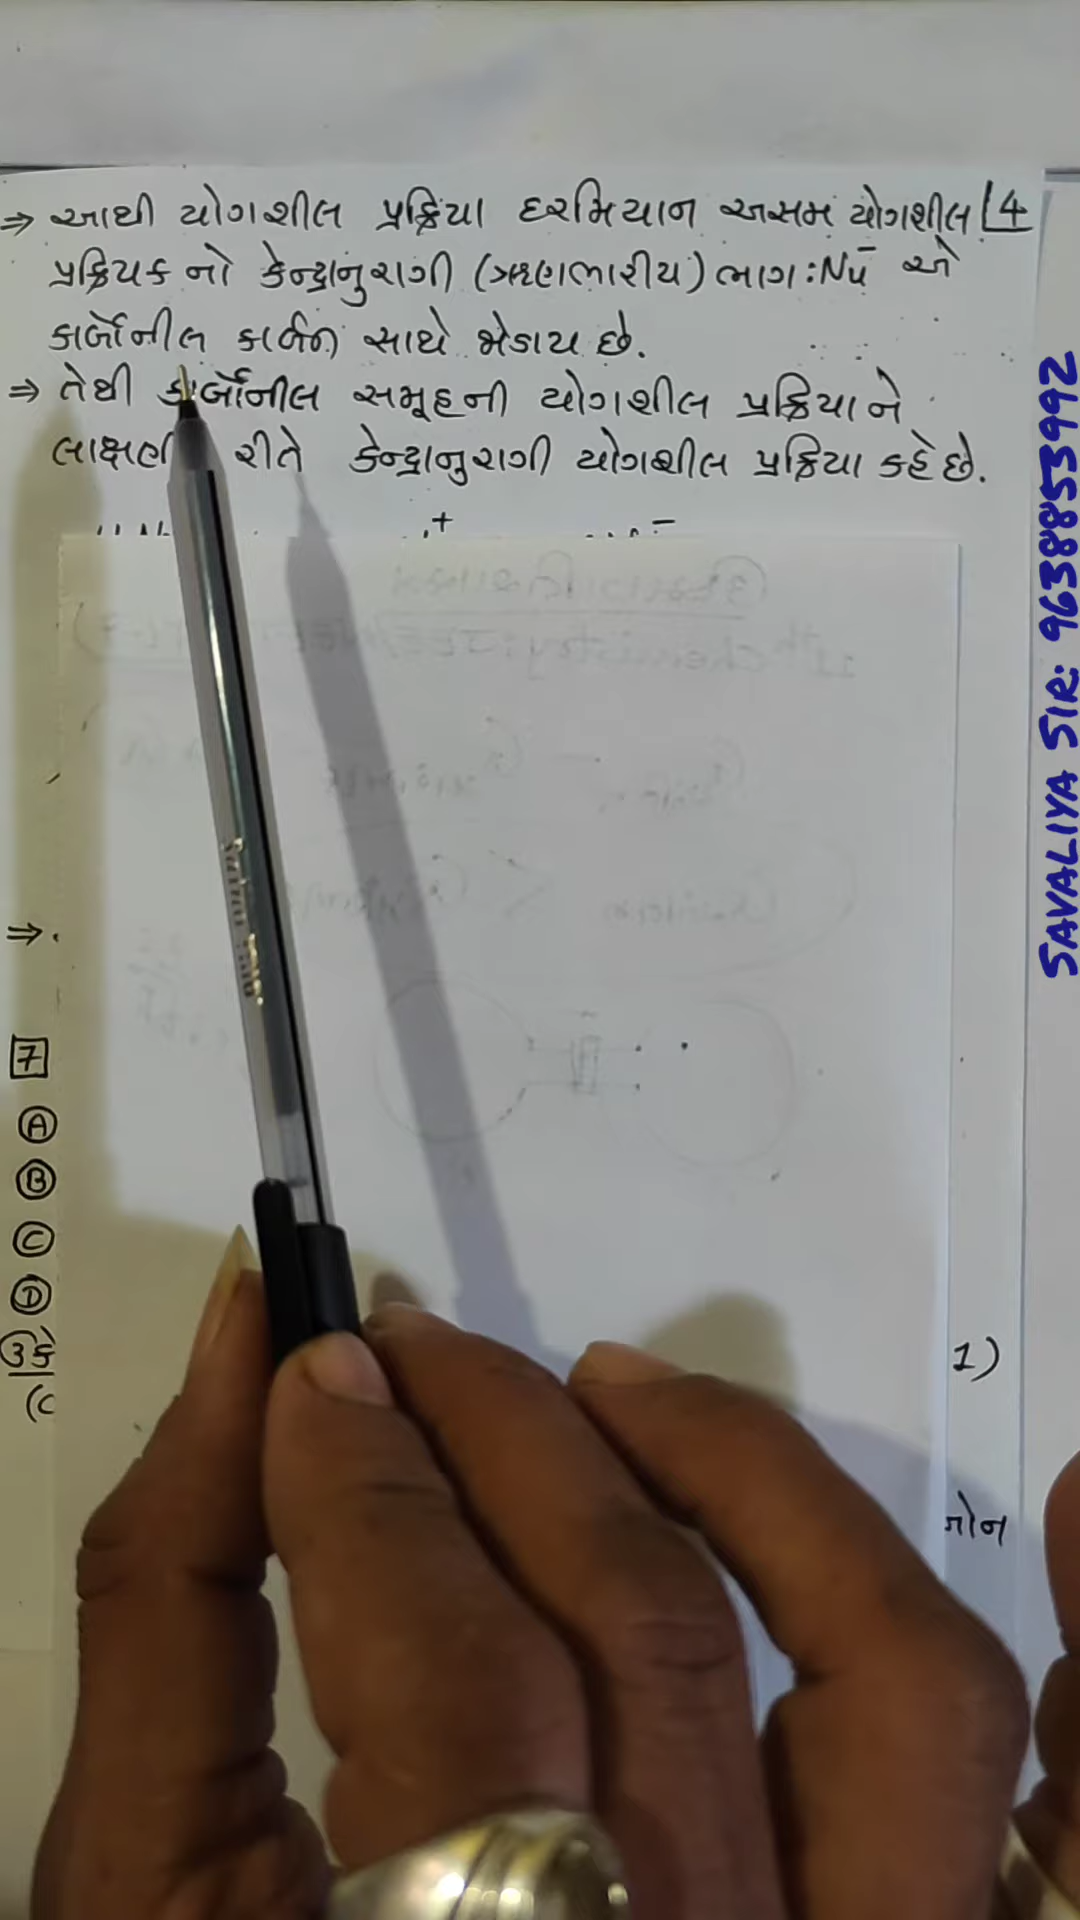 ⇒ આથી યોગશીલ પ્રક્રિયા દરમિયાન અસમ યોગશીલ 4
પ્રક્રિયક નો કેન્દ્રાનુરાગી (ઋણભારીય) ભાગ :Nu⁻ એ
કાર્બોનીલ કાર્બન સાથે જોડાય છે.
⇒ તેથી કાર્બોનીલ સમૂહની યોગશીલ પ્રક્રિયાને
રીતે કેન્દ્રાનુરાગી યોગશીલ પ્રક્રિયા કહે છે.
⇒
7
A
B
C
D
1)
SAVALIYA SIR: 9638853992